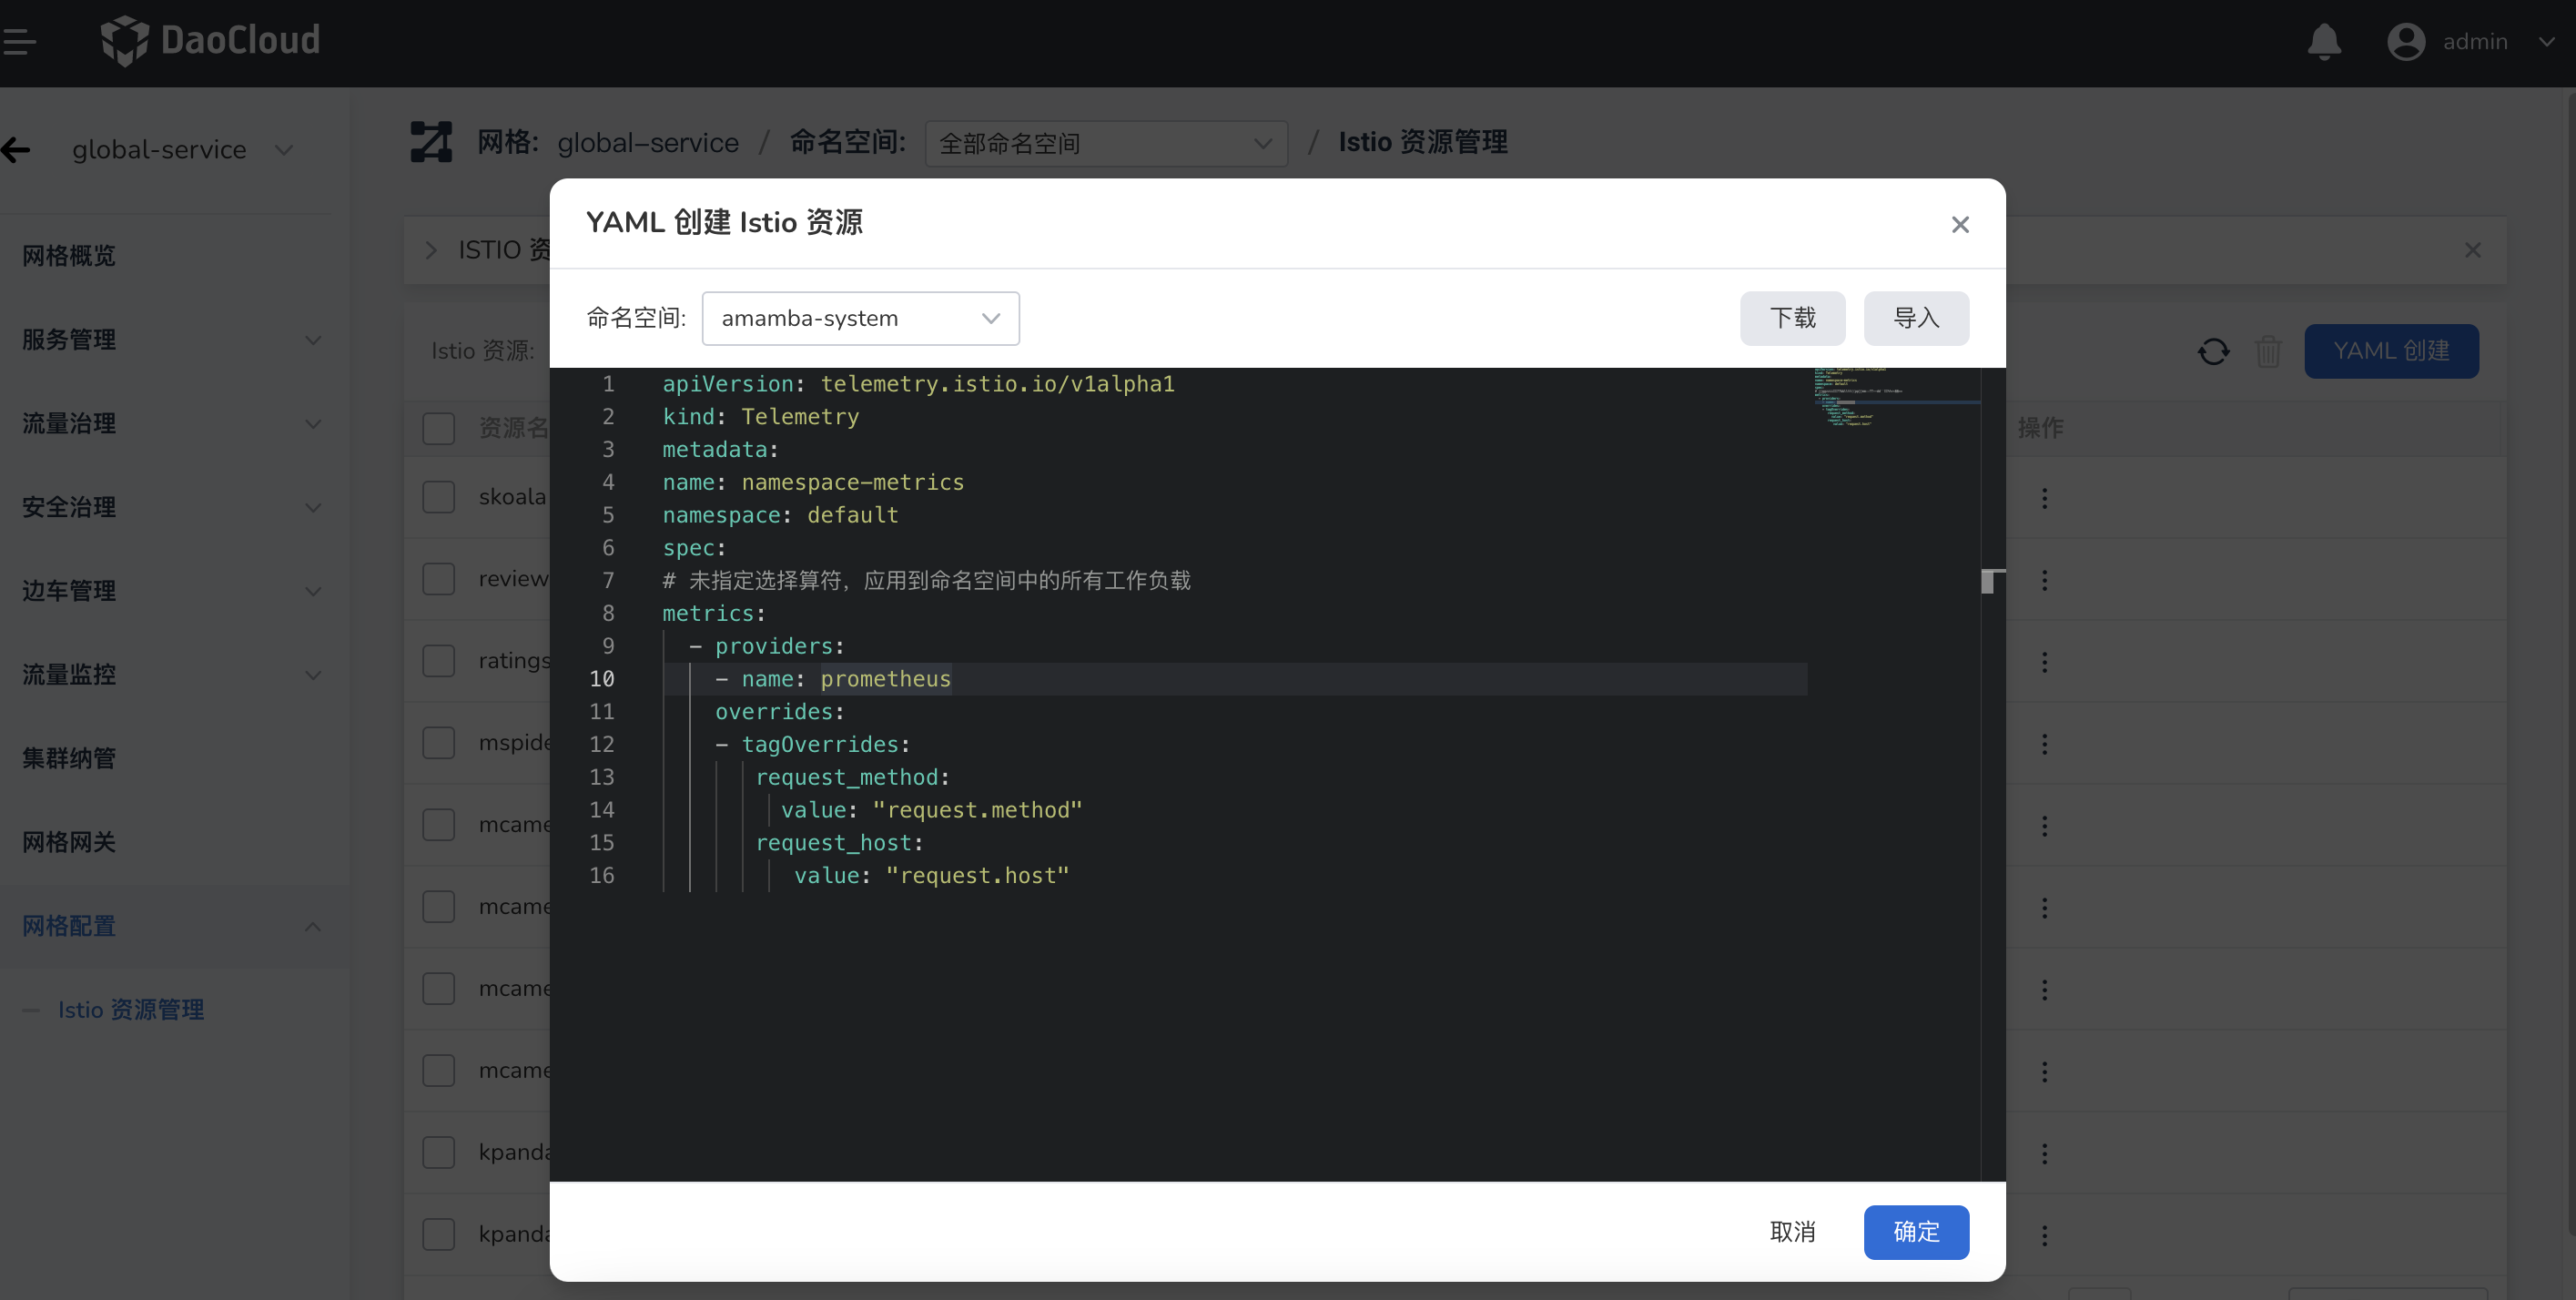 DaoCloud
admin
global-service
网格: global-service / 命名空间: 全部命名空间 / Istio 资源管理
网格概览
服务管理
流量治理
安全治理
边车管理
流量监控
集群纳管
网格网关
网格配置
Istio 资源管理
ISTIO 资
Istio 资源:
YAML 创建
资源名
操作
skoala
review
ratings
mspide
mcame
mcame
mcame
mcame
kpanda
kpanda
YAML 创建 Istio 资源
命名空间: amamba-system
下载 导入
1 apiVersion: telemetry.istio.io/v1alpha1
2 kind: Telemetry
3 metadata:
4 name: namespace-metrics
5 namespace: default
6 spec:
7 # 未指定选择算符，应用到命名空间中的所有工作负载
8 metrics:
9 - providers:
10 - name: prometheus
11 overrides:
12 - tagOverrides:
13 request_method:
14 value: "request.method"
15 request_host:
16 value: "request.host"
取消 确定